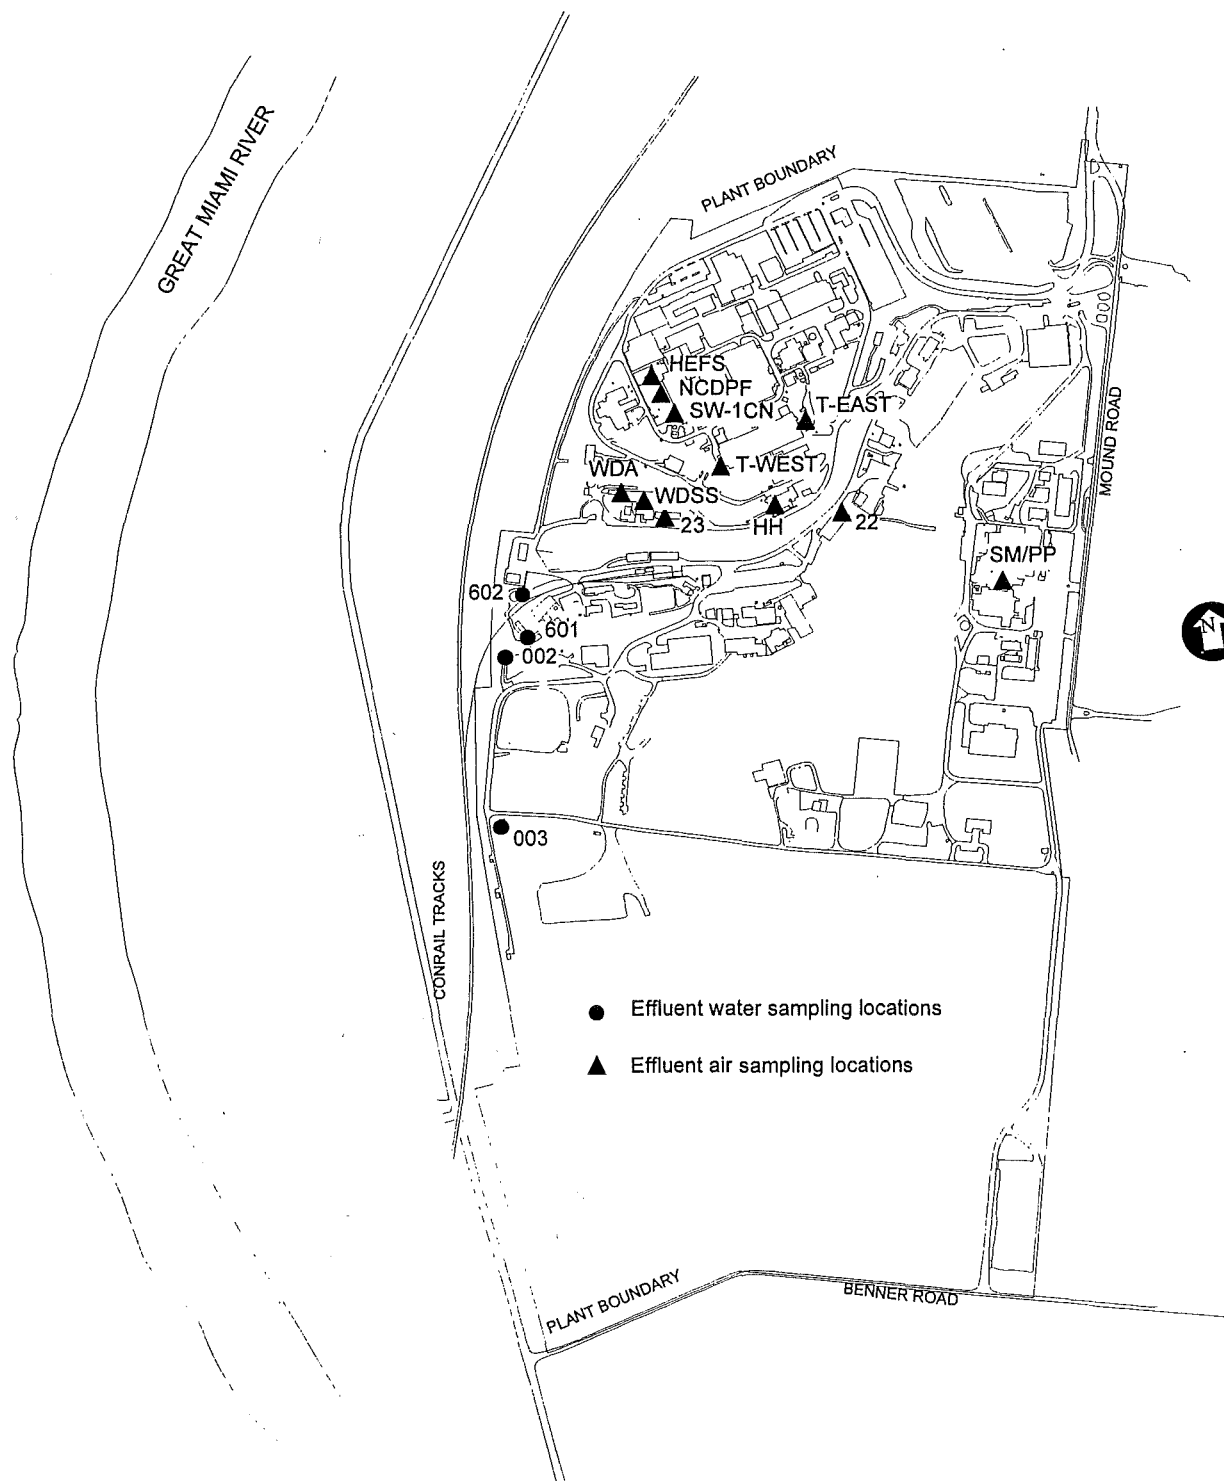 GREAT MIAMI RIVER
PLANT BOUNDARY
HEFS
NCDPF
SW-1CN
T-EAST
MOUND ROAD
T-WEST
WDA
WDSS
23
HH
22
SM/PP
602
601
002
N
003
CONRAIL TRACKS
Effluent water sampling locations
Effluent air sampling locations
PLANT BOUNDARY
BENNER ROAD